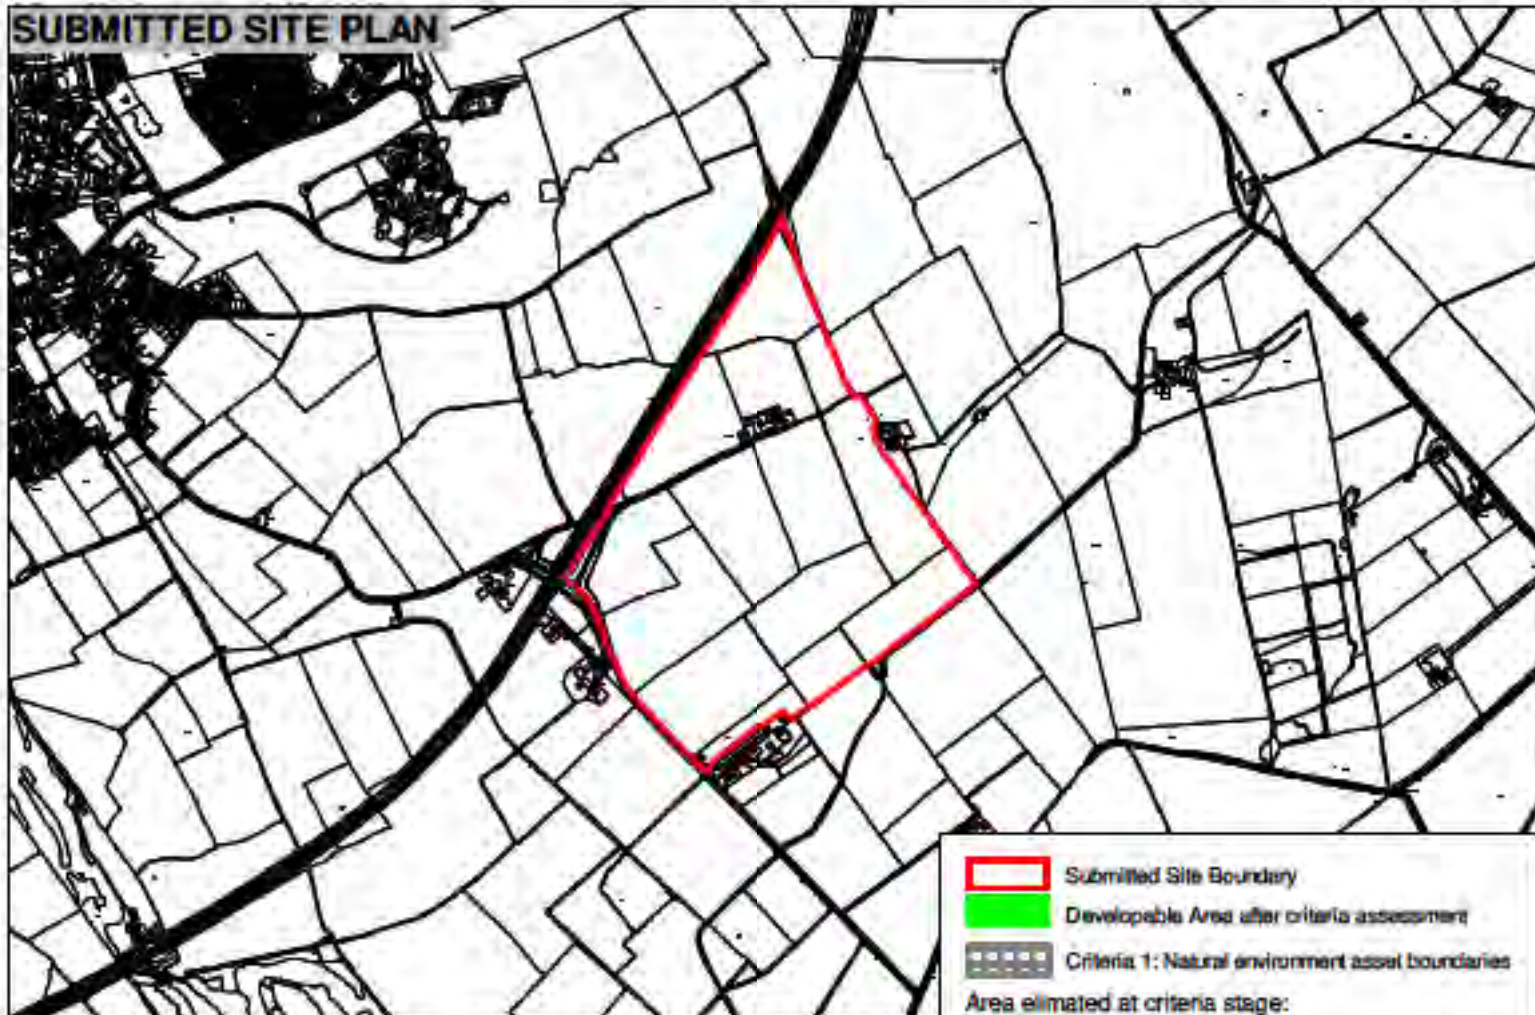 SUBMITTED SITE PLAN
Submitted Site Boundary
Developable Area after criteria assessment
Criteria 1: Natural environment asset boundaries
Area elimated at criteria stage: